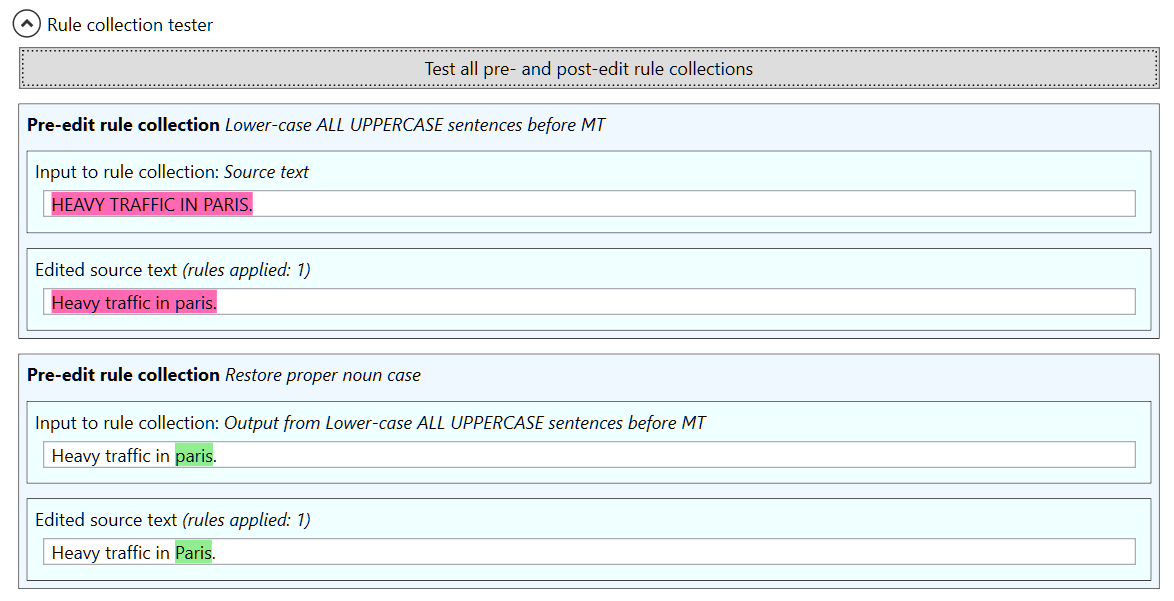 Rule collection tester
Test all pre- and post-edit rule collections
Pre-edit rule collection Lower-case ALL UPPERCASE sentences before MT
Input to rule collection: Source text
HEAVY TRAFFIC IN PARIS.
Edited source text (rules applied: 1)
Heavy traffic in paris.
Pre-edit rule collection Restore proper noun case
Input to rule collection: Output from Lower-case ALL UPPERCASE sentences before MT
Heavy traffic in paris.
Edited source text (rules applied: 1)
Heavy traffic in Paris.